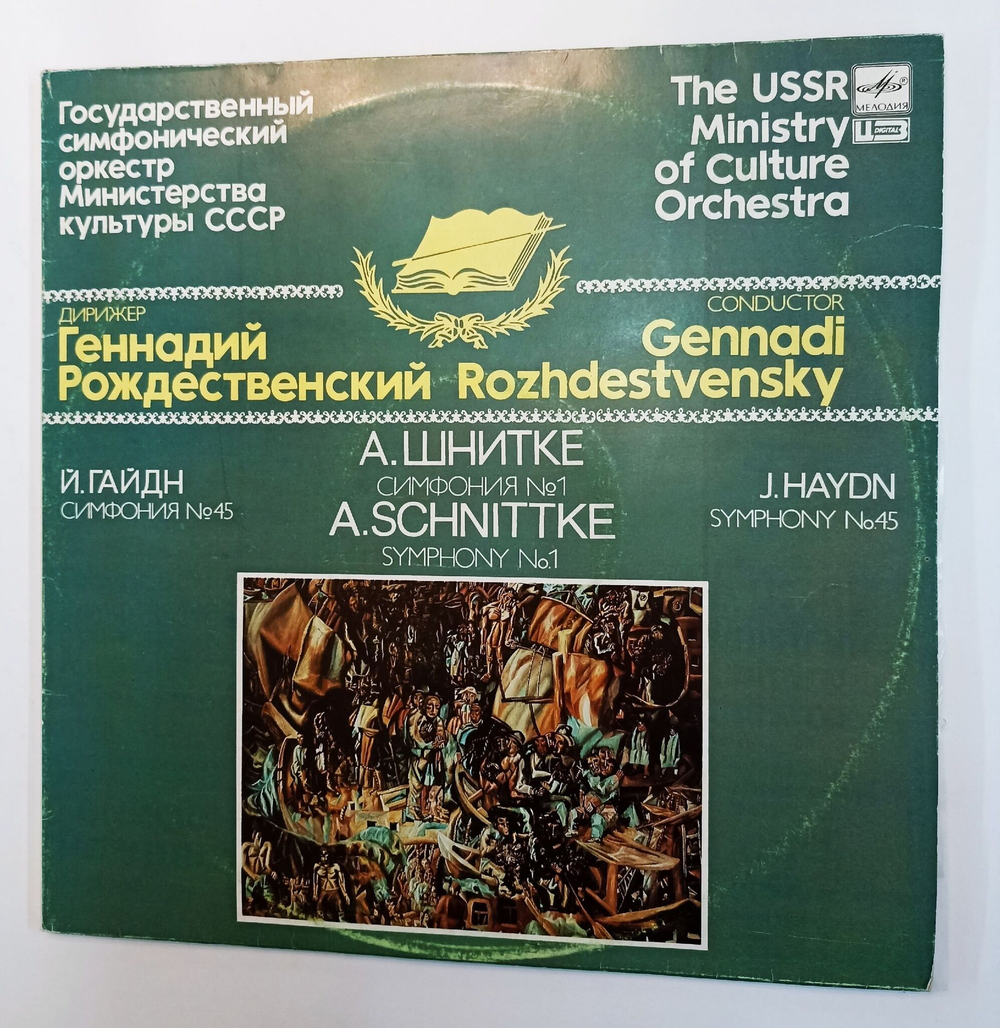 Государственный
симфонический
оркестр
Министерства
культуры СССР
The USSR
Ministry
of Culture
Orchestra
МЕЛОДИЯ
DIGITAL
ДИРИЖЕР
Геннадий
Рождественский
CONDUCTOR
Gennadi
Rozhdestvensky
Й.ГАЙДН
СИМФОНИЯ №45
А.ШНИТКЕ
СИМФОНИЯ №1
A.SCHNITTKE
SYMPHONY No.1
J.HAYDN
SYMPHONY No.45